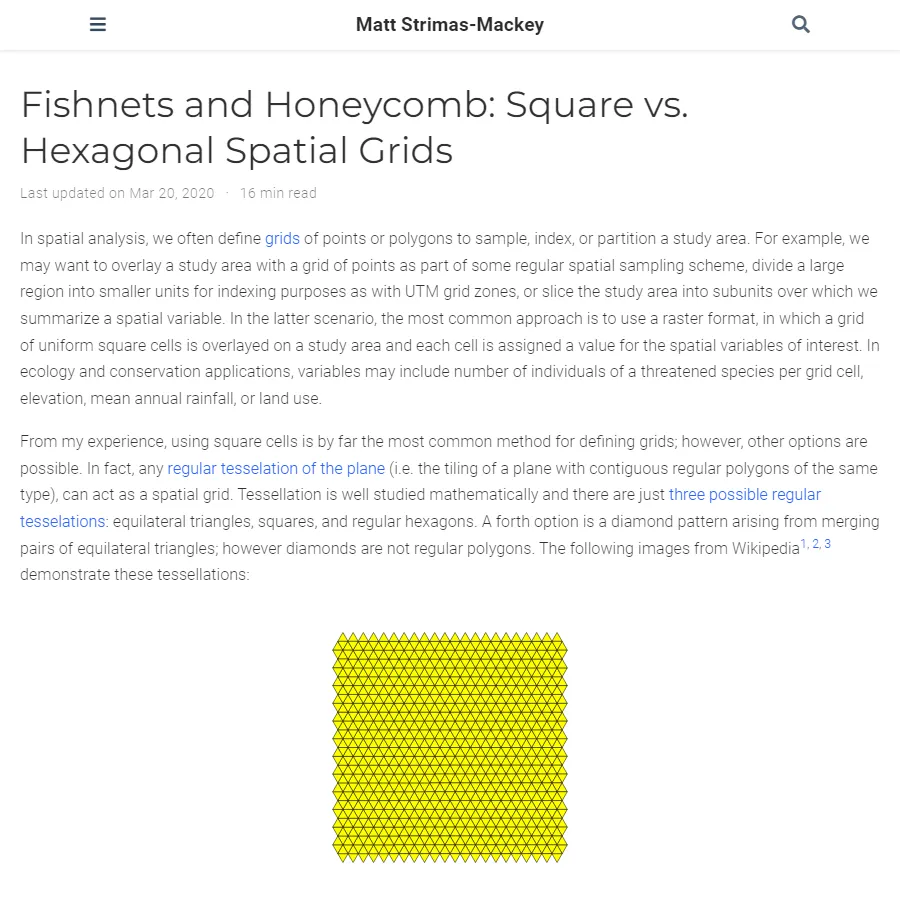 Matt Strimas-Mackey
Fishnets and Honeycomb: Square vs.
Hexagonal Spatial Grids
Last updated on Mar 20, 2020 · 16 min read
In spatial analysis, we often define grids of points or polygons to sample, index, or partition a study area. For example, we
may want to overlay a study area with a grid of points as part of some regular spatial sampling scheme, divide a large
region into smaller units for indexing purposes as with UTM grid zones, or slice the study area into subunits over which we
summarize a spatial variable. In the latter scenario, the most common approach is to use a raster format, in which a grid
of uniform square cells is overlayed on a study area and each cell is assigned a value for the spatial variables of interest. In
ecology and conservation applications, variables may include number of individuals of a threatened species per grid cell,
elevation, mean annual rainfall, or land use.
From my experience, using square cells is by far the most common method for defining grids; however, other options are
possible. In fact, any regular tesselation of the plane (i.e. the tiling of a plane with contiguous regular polygons of the same
type), can act as a spatial grid. Tessellation is well studied mathematically and there are just three possible regular
tesselations: equilateral triangles, squares, and regular hexagons. A forth option is a diamond pattern arising from merging
pairs of equilateral triangles; however diamonds are not regular polygons. The following images from Wikipedia1, 2, 3
demonstrate these tessellations: